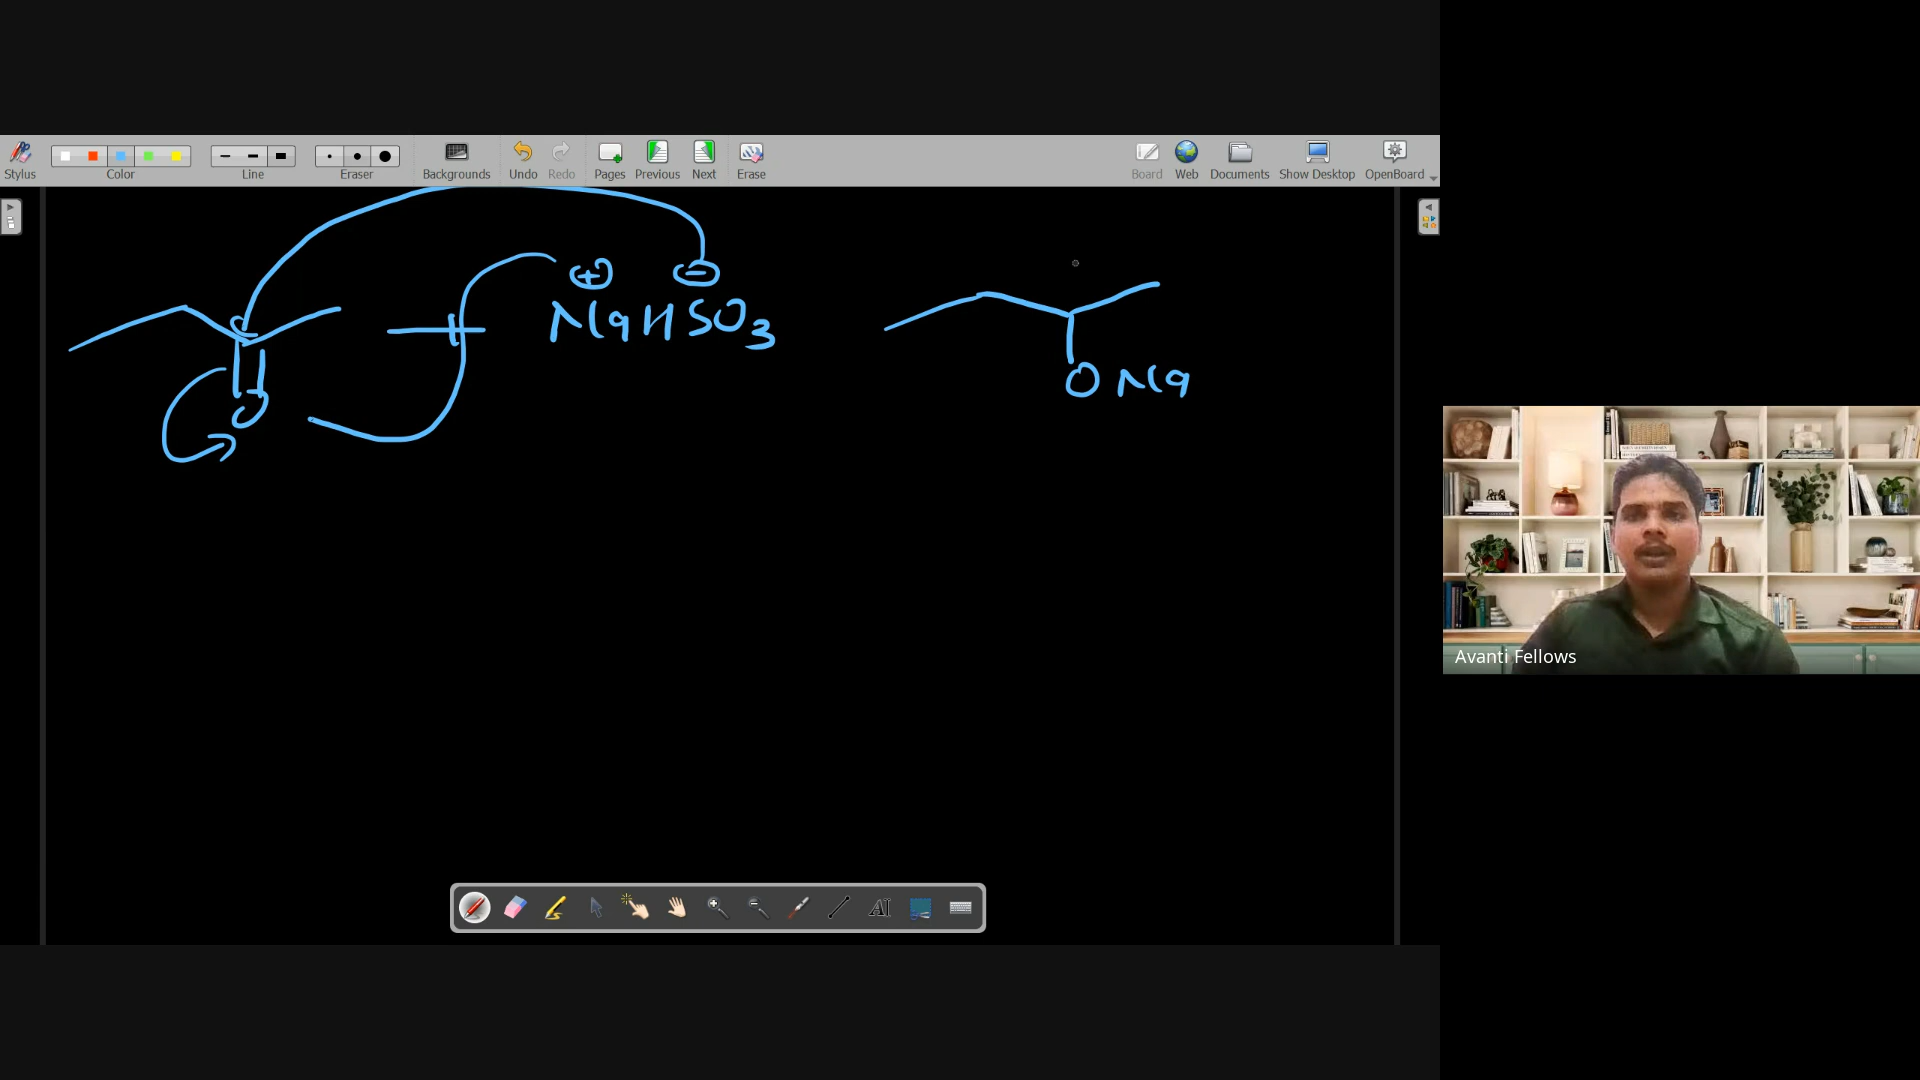 Stylus Color Line Eraser Backgrounds Undo Redo Pages Previous Next Erase Board Web Documents Show Desktop OpenBoard
⊕ ⊖
NaHSO3
O
ONa
AI
Avanti Fellows